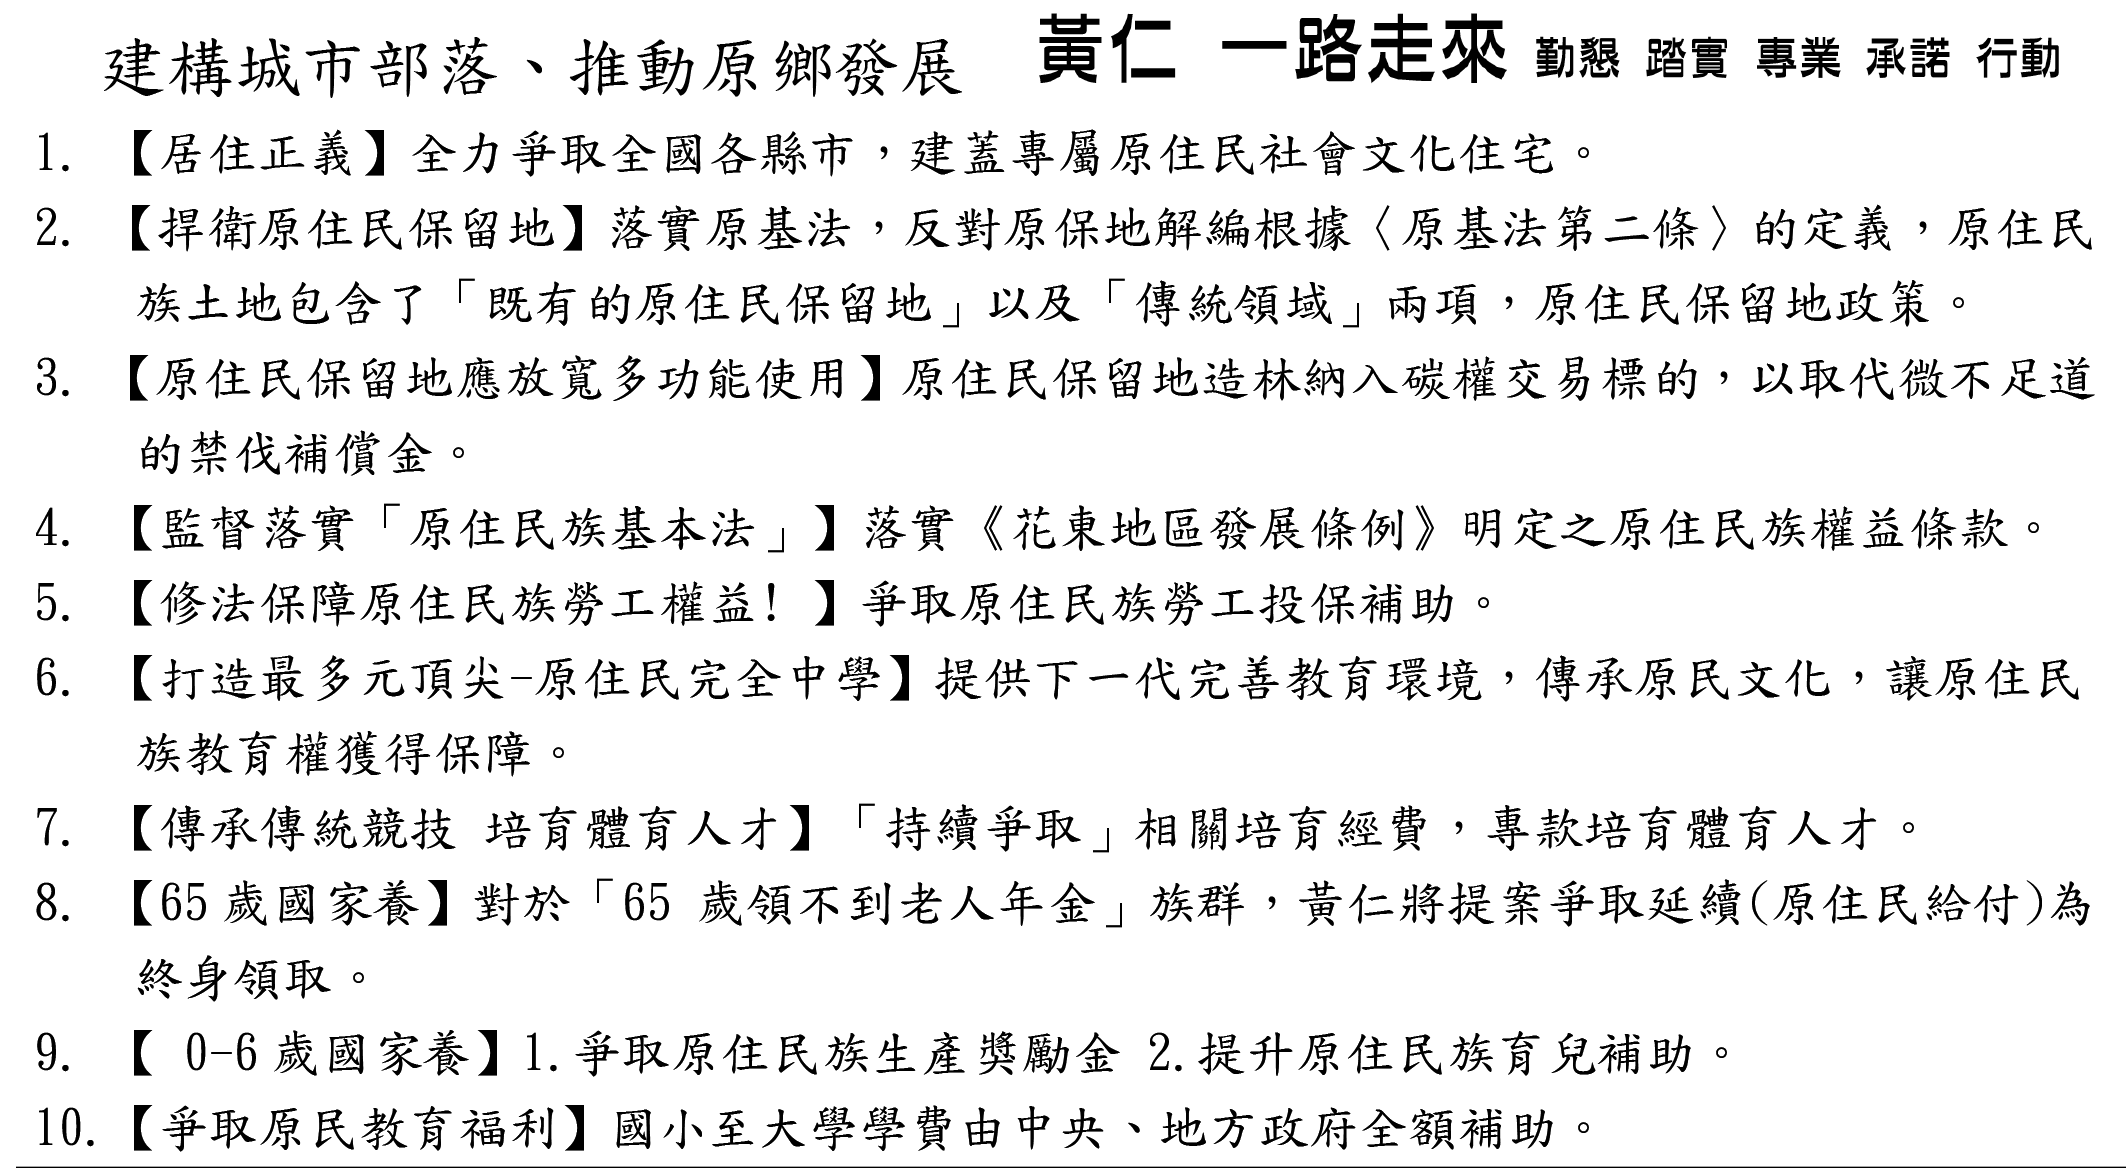 建構城市部落、推動原鄉發展 黃仁 一路走來 勤懇 踏實 專業 承諾 行動
1. 【居住正義】全力爭取全國各縣市，建蓋專屬原住民社會文化住宅。
2. 【捍衛原住民保留地】落實原基法，反對原保地解編根據〈原基法第二條〉的定義，原住民
族土地包含了「既有的原住民保留地」以及「傳統領域」兩項，原住民保留地政策。
3. 【原住民保留地應放寬多功能使用】原住民保留地造林納入碳權交易標的，以取代微不足道
的禁伐補償金。
4. 【監督落實「原住民族基本法」】落實《花東地區發展條例》明定之原住民族權益條款。
5. 【修法保障原住民族勞工權益! 】爭取原住民族勞工投保補助。
6. 【打造最多元頂尖-原住民完全中學】提供下一代完善教育環境，傳承原民文化，讓原住民
族教育權獲得保障。
7. 【傳承傳統競技 培育體育人才】「持續爭取」相關培育經費，專款培育體育人才。
8. 【65歲國家養】對於「65 歲領不到老人年金」族群，黃仁將提案爭取延續(原住民給付)為
終身領取。
9. 【 0-6歲國家養】1.爭取原住民族生產獎勵金 2.提升原住民族育兒補助。
10.【爭取原民教育福利】國小至大學學費由中央、地方政府全額補助。